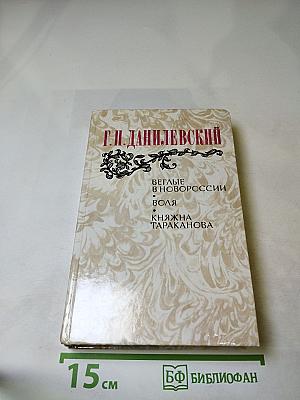 Г. П. ДАНИЛЕВСКИЙ
БЕГЛЫЕ
В НОВОРОССИИ
ВОЛЯ
КНЯЖНА
ТАРАКАНОВА
15 см
БФ БИБЛИОФАН